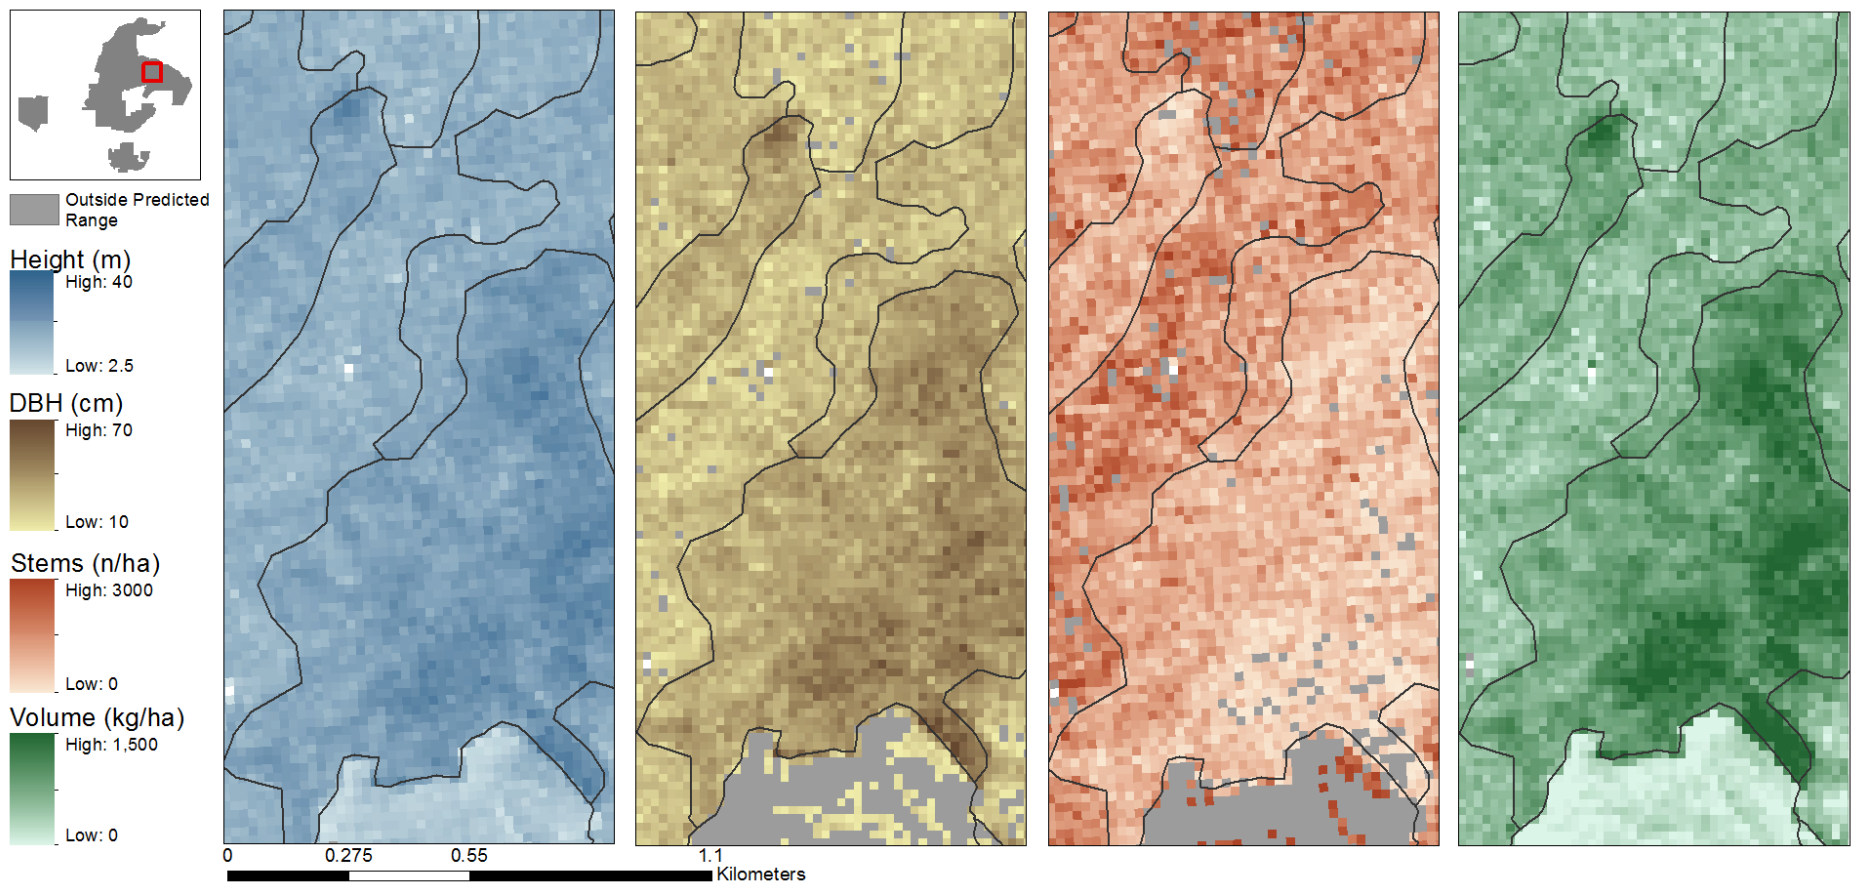 Outside Predicted
Range
Height (m)
High: 40
Low: 2.5
DBH (cm)
High: 70
Low: 10
Stems (n/ha)
High: 3000
Low: 0
Volume (kg/ha)
High: 1,500
Low: 0
0 0.275 0.55 1.1
Kilometers